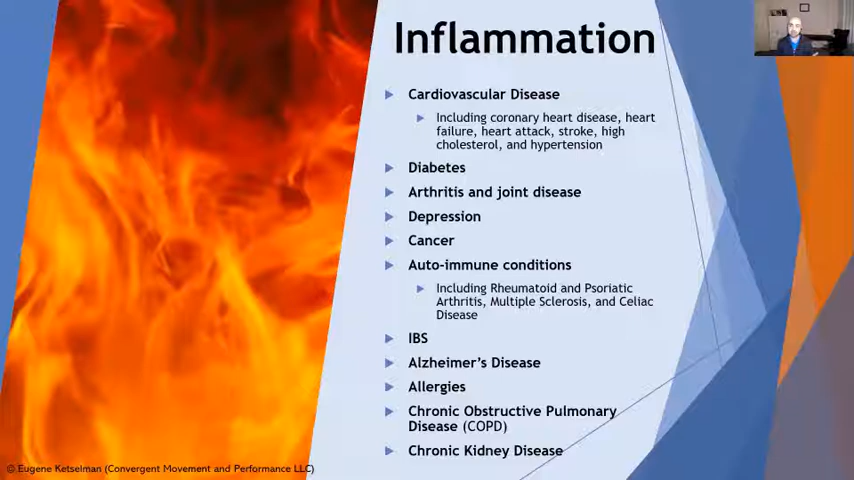 Inflammation
Cardiovascular Disease
Including coronary heart disease, heart
failure, heart attack, stroke, high
cholesterol, and hypertension
Diabetes
Arthritis and joint disease
Depression
Cancer
Auto-immune conditions
Including Rheumatoid and Psoriatic
Arthritis, Multiple Sclerosis, and Celiac
Disease
IBS
Alzheimer’s Disease
Allergies
Chronic Obstructive Pulmonary
Disease (COPD)
Chronic Kidney Disease
© Eugene Ketselman (Convergent Movement and Performance LLC)